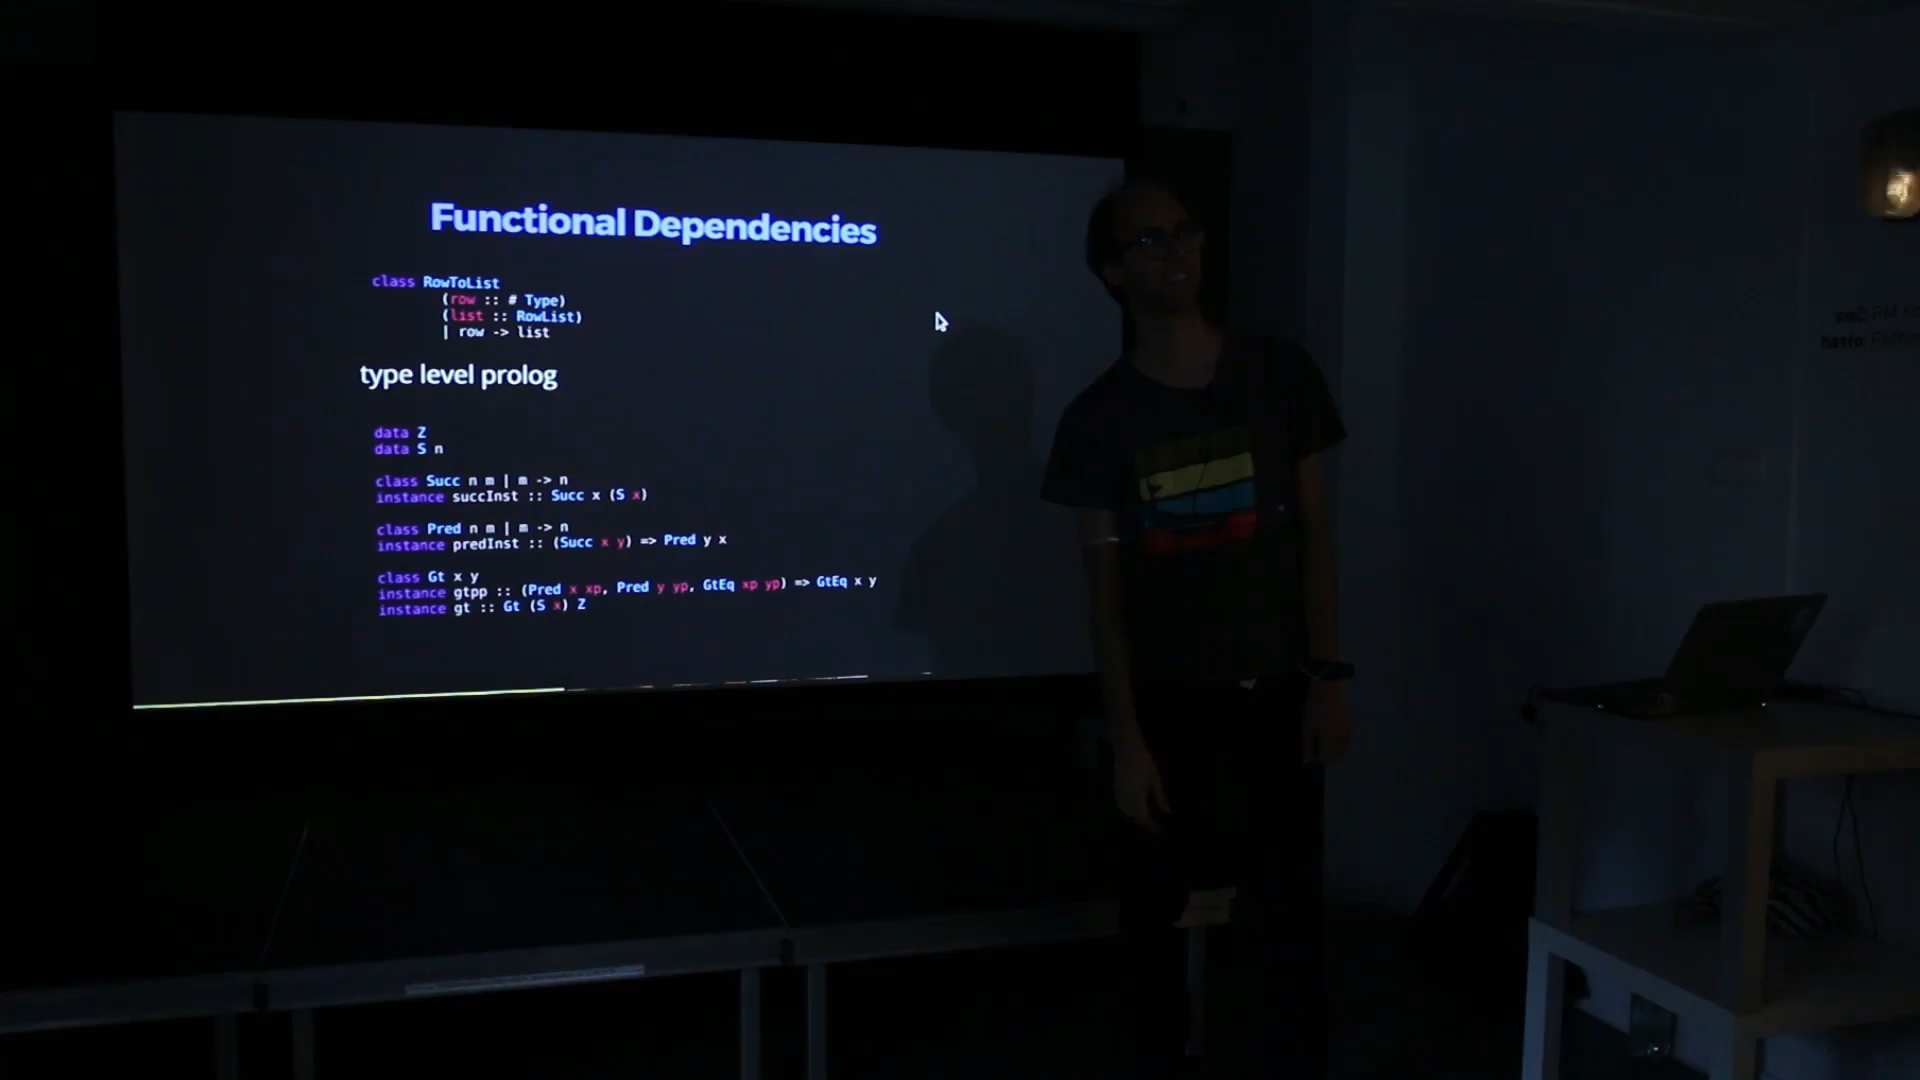 Functional Dependencies
class RowToList
(row :: # Type)
(list :: RowList)
| row -> list
type level prolog
data Z
data S n
class Succ n m | m -> n
instance succInst :: Succ x (S x)
class Pred n m | m -> n
instance predInst :: (Succ x y) => Pred y x
class Gt x y
instance gtpp :: (Pred x xp, Pred y yp, GtEq xp yp) => GtEq x y
instance gt :: Gt (S x) Z